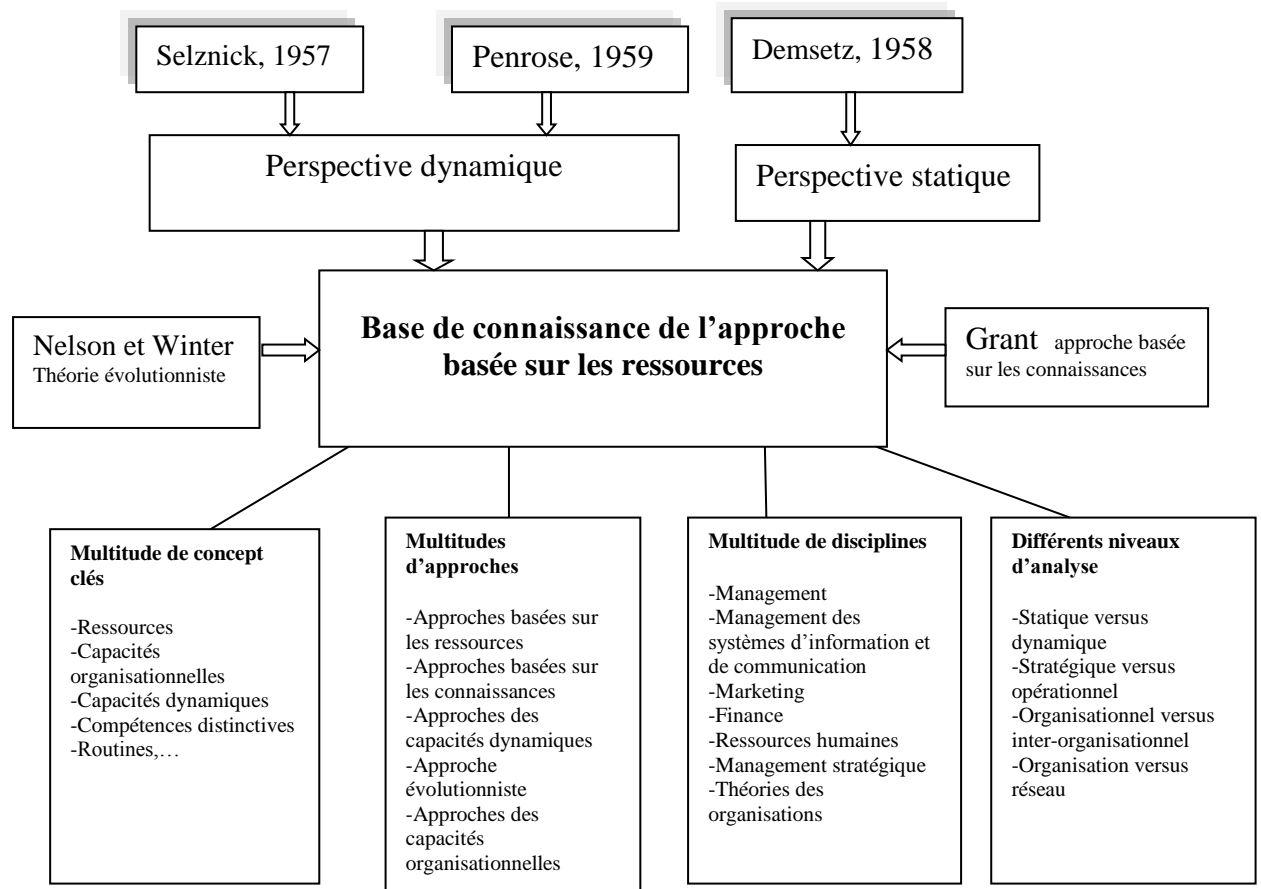 Selznick, 1957
Penrose, 1959
Demsetz, 1958
Perspective dynamique
Perspective statique
Nelson et Winter
Théorie évolutionniste
Base de connaissance de l’approche
basée sur les ressources
Grant approche basée
sur les connaissances
Multitude de concept
clés
-Ressources
-Capacités
organisationnelles
-Capacités dynamiques
-Compétences distinctives
-Routines,…
Multitudes
d’approches
-Approches basées sur
les ressources
-Approches basées sur
les connaissances
-Approches des
capacités dynamiques
-Approche
évolutionniste
-Approches des
capacités
organisationnelles
Multitude de disciplines
-Management
-Management des
systèmes d’information et
de communication
-Marketing
-Finance
-Ressources humaines
-Management stratégique
-Théories des
organisations
Différents niveaux
d’analyse
-Statique versus
dynamique
-Stratégique versus
opérationnel
-Organisationnel versus
inter-organisationnel
-Organisation versus
réseau